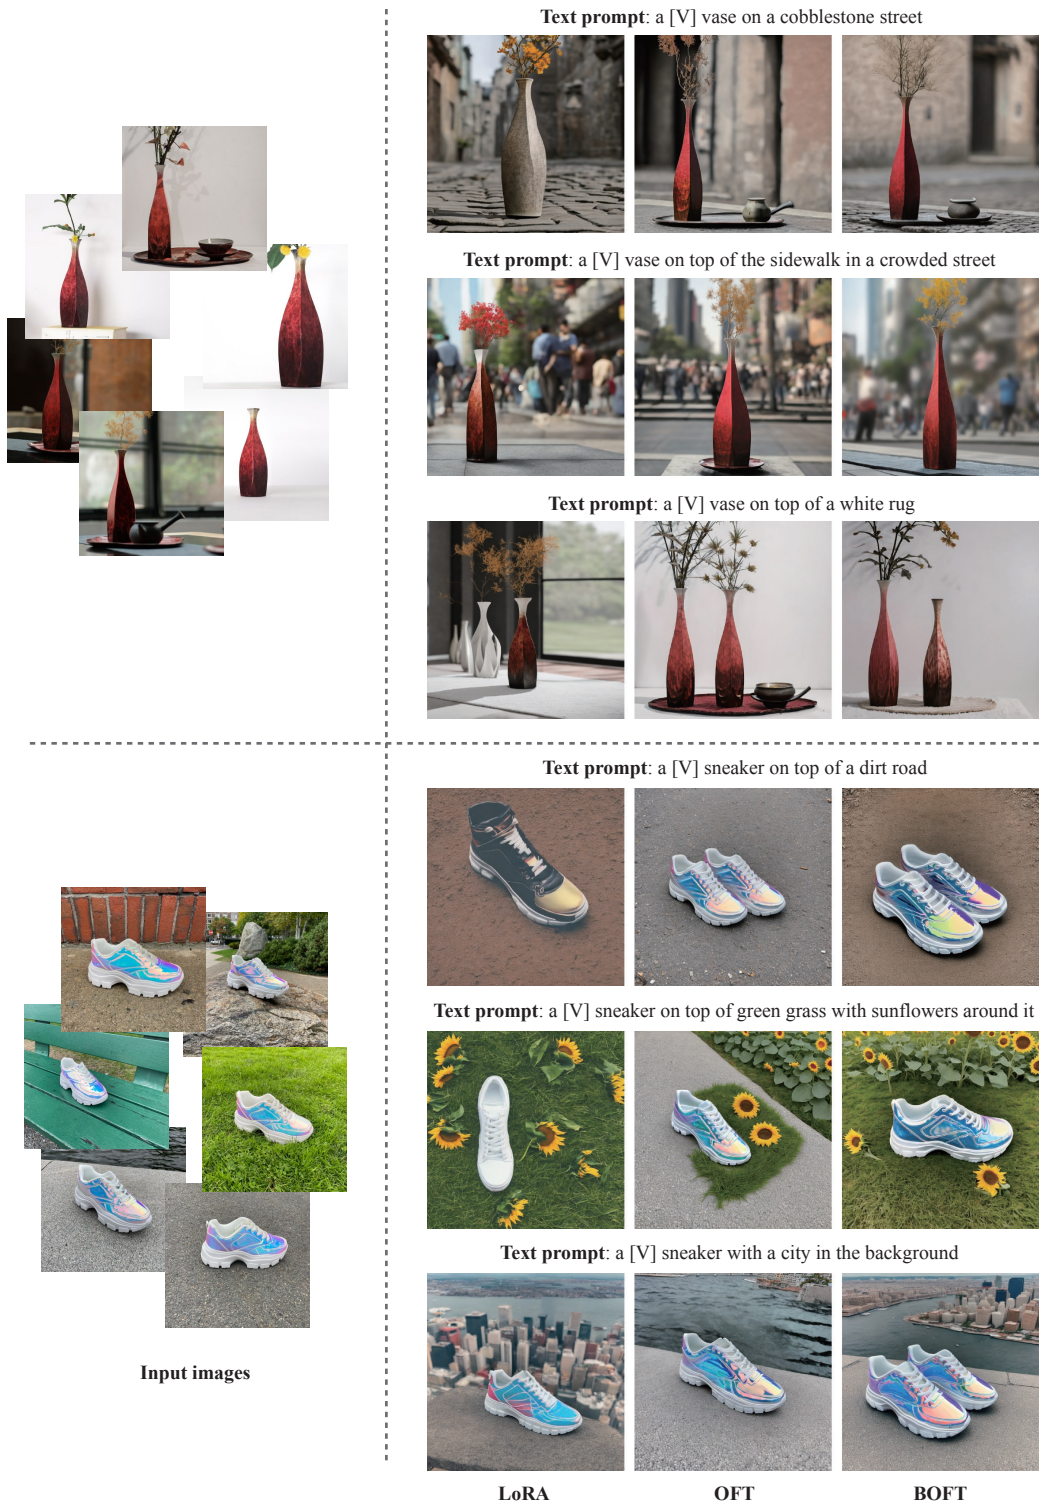 Text prompt: a [V] vase on a cobblestone street
Text prompt: a [V] vase on top of the sidewalk in a crowded street
Text prompt: a [V] vase on top of a white rug
Text prompt: a [V] sneaker on top of a dirt road
Text prompt: a [V] sneaker on top of green grass with sunflowers around it
Text prompt: a [V] sneaker with a city in the background
Input images
LoRA OFT BOFT